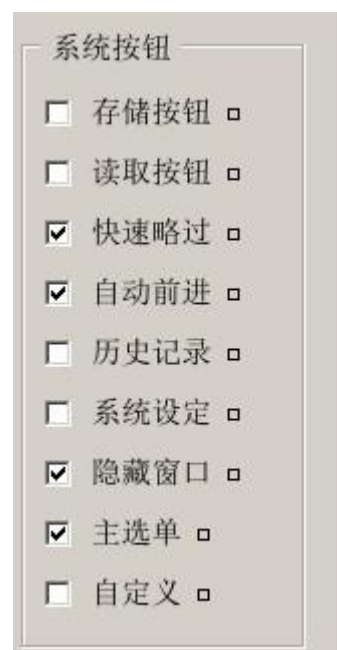 系统按钮
存储按钮
读取按钮
快速略过
自动前进
历史记录
系统设定
隐藏窗口
主选单
自定义